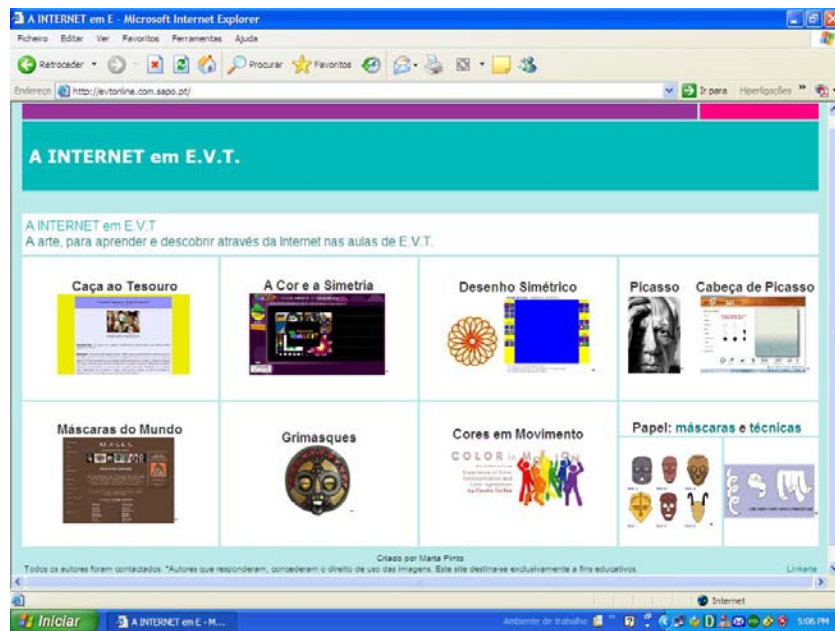 A INTERNET em E - Microsoft Internet Explorer
Ficheiro Editar Ver Favoritos Ferramentas Ajuda
Retroceder Procurar Favoritos
Endereço http://evtonline.com.sapo.pt/ Ir para Hiperligações »
A INTERNET em E.V.T.
A INTERNET em E.V.T
A arte, para aprender e descobrir através da Internet nas aulas de E.V.T.
Caça ao Tesouro A Cor e a Simetria Desenho Simétrico Picasso Cabeça de Picasso
Máscaras do Mundo Grimasques Cores em Movimento Papel: máscaras e técnicas
MASKS
COLOR in MOTION
by Claudia Cortés
Criado por Marta Pinto
Todos os autores foram contactados. *Autores que responderam, concederam o direito de uso das imagens. Este site destina-se exclusivamente a fins educativos. Linkarte
Internet
Iniciar A INTERNET em E - M... Ambiente de trabalho » 5:06 PM